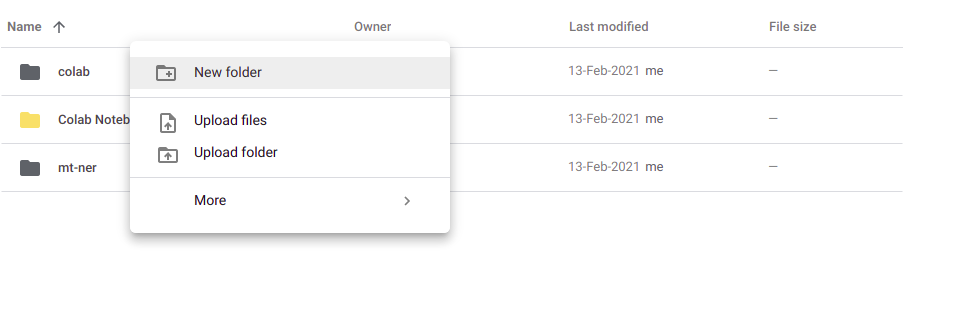 Name Owner Last modified File size
colab 13-Feb-2021 me —
New folder
Colab Noteb 13-Feb-2021 me —
Upload files
Upload folder
mt-ner 13-Feb-2021 me —
More